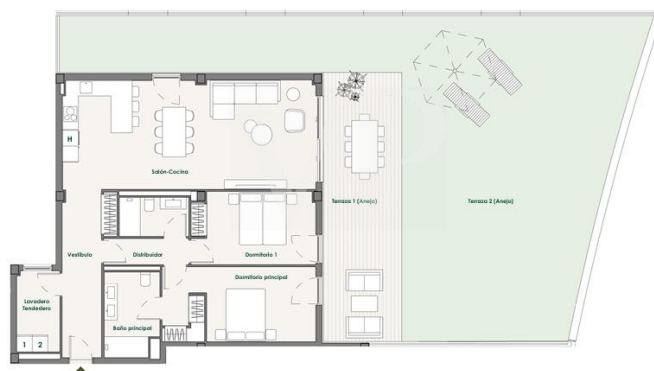 H
Salón-Cocina
Terraza 1 (Anejo)
Terraza 2 (Anejo)
Vestíbulo
Distribuidor
Dormitorio 1
Dormitorio principal
Lavadero
Tendedero
Baño principal
1 2